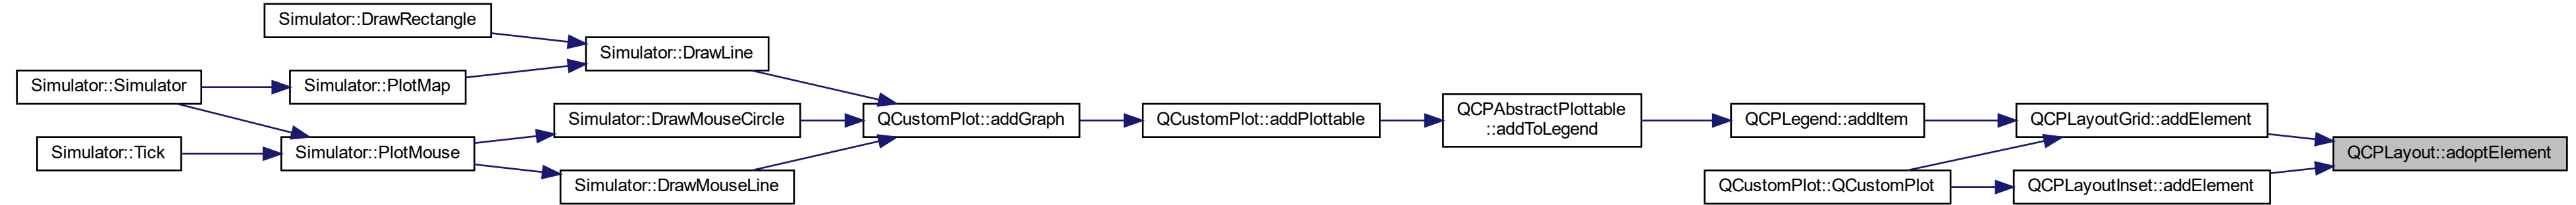 Simulator::DrawRectangle
Simulator::DrawLine
Simulator::Simulator
Simulator::PlotMap
QCPAbstractPlottable
::addToLegend
Simulator::DrawMouseCircle
QCustomPlot::addGraph
QCustomPlot::addPlottable
QCPLegend::addItem
QCPLayoutGrid::addElement
Simulator::Tick
Simulator::PlotMouse
QCPLayout::adoptElement
Simulator::DrawMouseLine
QCustomPlot::QCustomPlot
QCPLayoutInset::addElement